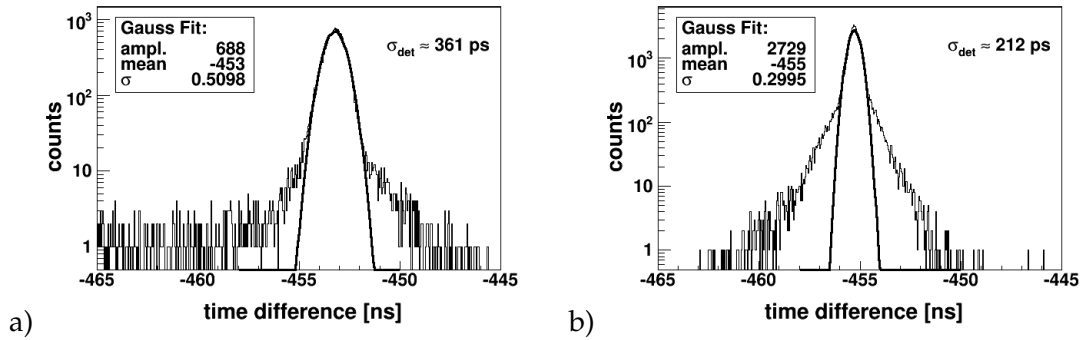 Gauss Fit:
ampl. 688
mean -453
σ 0.5098
σdet ≈ 361 ps
10³
10²
10
1
counts
-465 -460 -455 -450 -445
time difference [ns]
a)
Gauss Fit:
ampl. 2729
mean -455
σ 0.2995
σdet ≈ 212 ps
10³
10²
10
1
counts
-465 -460 -455 -450 -445
time difference [ns]
b)